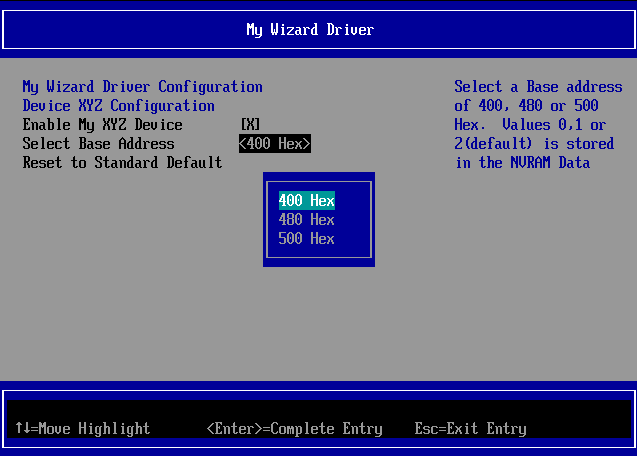 My Wizard Driver
My Wizard Driver Configuration
Device XYZ Configuration
Enable My XYZ Device [X]
Select Base Address <400 Hex>
Reset to Standard Default
Select a Base address
of 400, 480 or 500
Hex. Values 0,1 or
2(default) is stored
in the NVRAM Data
400 Hex
480 Hex
500 Hex
↑↓=Move Highlight <Enter>=Complete Entry Esc=Exit Entry